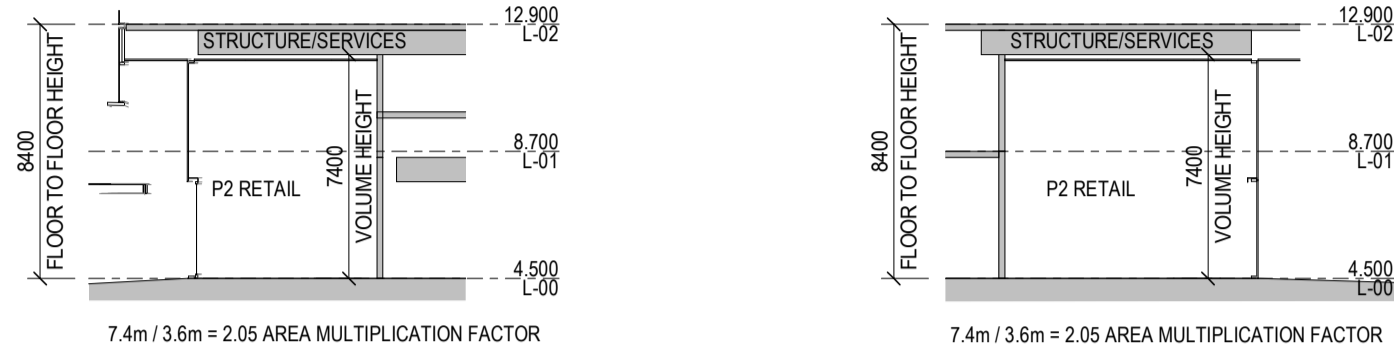 12.900
L-02
STRUCTURE/SERVICES
FLOOR TO FLOOR HEIGHT
8400
VOLUME HEIGHT
7400
8.700
L-01
P2 RETAIL
4.500
L-00
7.4m / 3.6m = 2.05 AREA MULTIPLICATION FACTOR
12.900
L-02
STRUCTURE/SERVICES
FLOOR TO FLOOR HEIGHT
8400
VOLUME HEIGHT
7400
8.700
L-01
P2 RETAIL
4.500
L-00
7.4m / 3.6m = 2.05 AREA MULTIPLICATION FACTOR